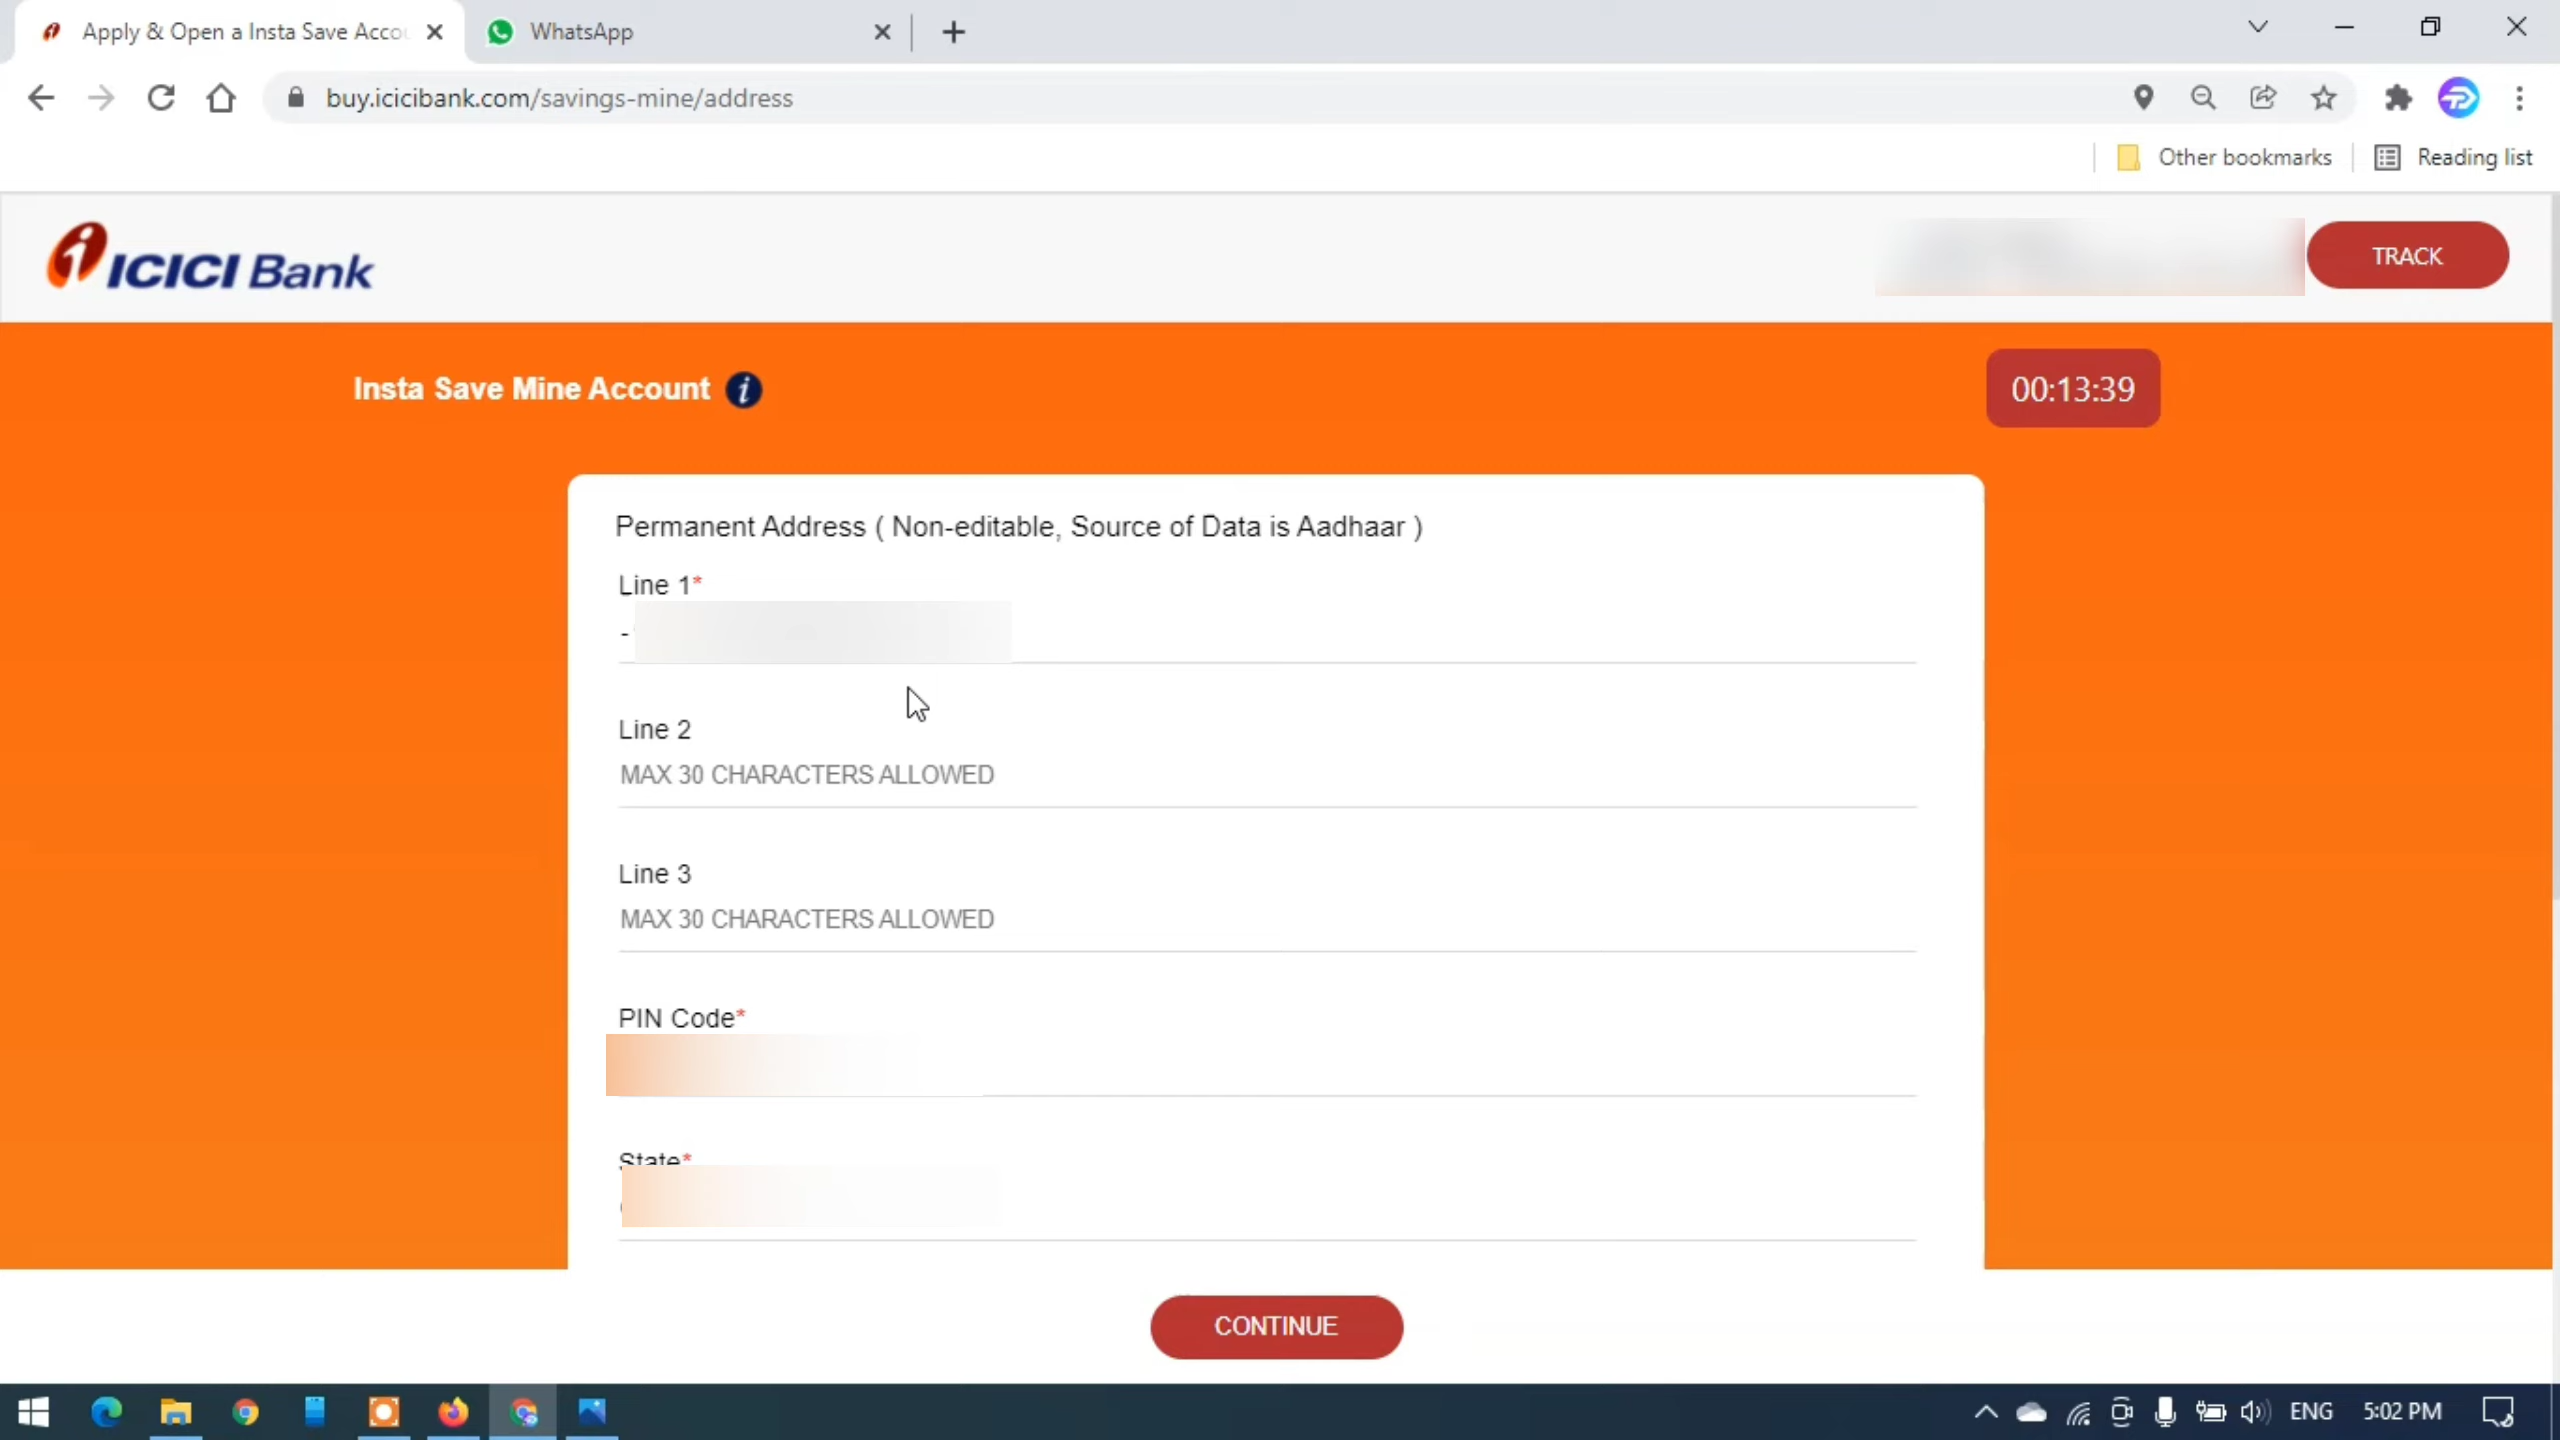 Apply & Open a Insta Save Acco
WhatsApp
buy.icicibank.com/savings-mine/address
Other bookmarks
Reading list
ICICI Bank
TRACK
Insta Save Mine Account
00:13:39
Permanent Address ( Non-editable, Source of Data is Aadhaar )
Line 1*
-
Line 2
MAX 30 CHARACTERS ALLOWED
Line 3
MAX 30 CHARACTERS ALLOWED
PIN Code*
State*
CONTINUE
ENG
5:02 PM